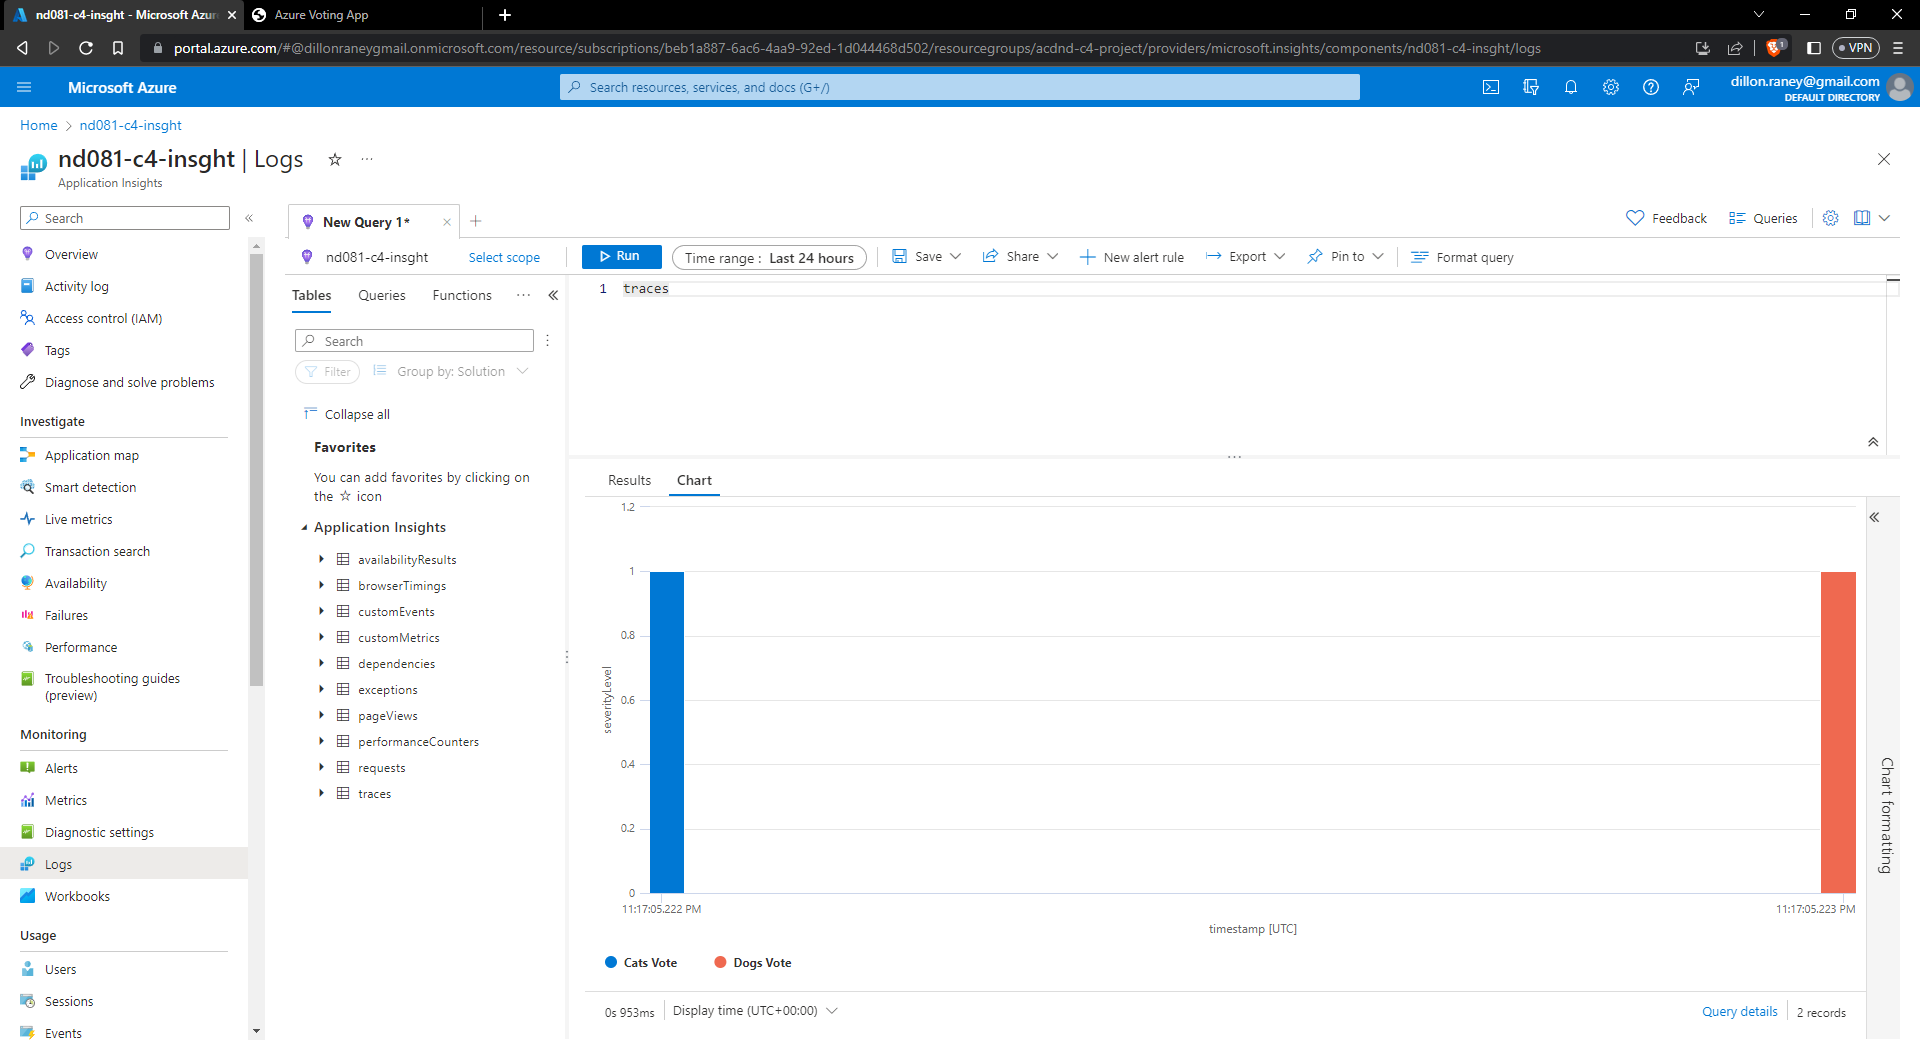 nd081-c4-insght - Microsoft Azur
Azure Voting App
portal.azure.com/#@dillonraneygmail.onmicrosoft.com/resource/subscriptions/beb1a887-6ac6-4aa9-92ed-1d044468d502/resourcegroups/acdnd-c4-project/providers/microsoft.insights/components/nd081-c4-insght/logs
1
VPN
Microsoft Azure
Search resources, services, and docs (G+/)
dillon.raney@gmail.com
DEFAULT DIRECTORY
Home > nd081-c4-insght
nd081-c4-insght | Logs
Application Insights
Search
Overview
Activity log
Access control (IAM)
Tags
Diagnose and solve problems
Investigate
Application map
Smart detection
Live metrics
Transaction search
Availability
Failures
Performance
Troubleshooting guides
(preview)
Monitoring
Alerts
Metrics
Diagnostic settings
Logs
Workbooks
Usage
Users
Sessions
Events
New Query 1*
Feedback
Queries
nd081-c4-insght
Select scope
Run
Time range : Last 24 hours
Save
Share
New alert rule
Export
Pin to
Format query
Tables
Queries
Functions
Search
Filter
Group by: Solution
Collapse all
Favorites
You can add favorites by clicking on
the ☆ icon
Application Insights
availabilityResults
browserTimings
customEvents
customMetrics
dependencies
exceptions
pageViews
performanceCounters
requests
traces
1 traces
Results
Chart
1.2
1
0.8
0.6
0.4
0.2
0
severityLevel
11:17:05.222 PM
11:17:05.223 PM
timestamp [UTC]
Cats Vote
Dogs Vote
Chart formatting
0s 953ms
Display time (UTC+00:00)
Query details
2 records